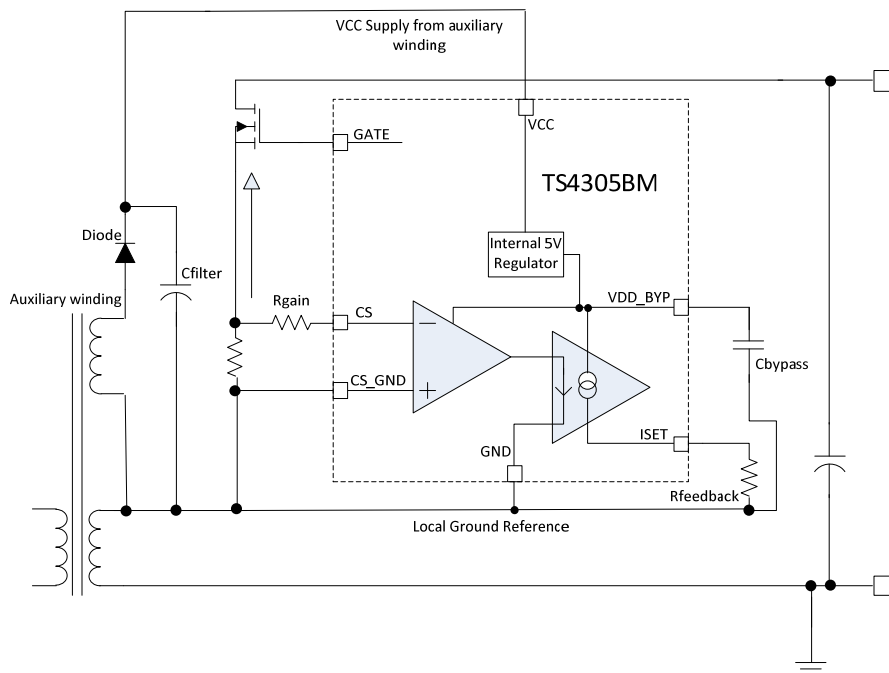 VCC Supply from auxiliary
winding
VCC
GATE
TS4305BM
Diode
Internal 5V
Regulator
Cfilter
Auxiliary winding
Rgain
CS
VDD_BYP
Cbypass
CS_GND
ISET
GND
Rfeedback
Local Ground Reference